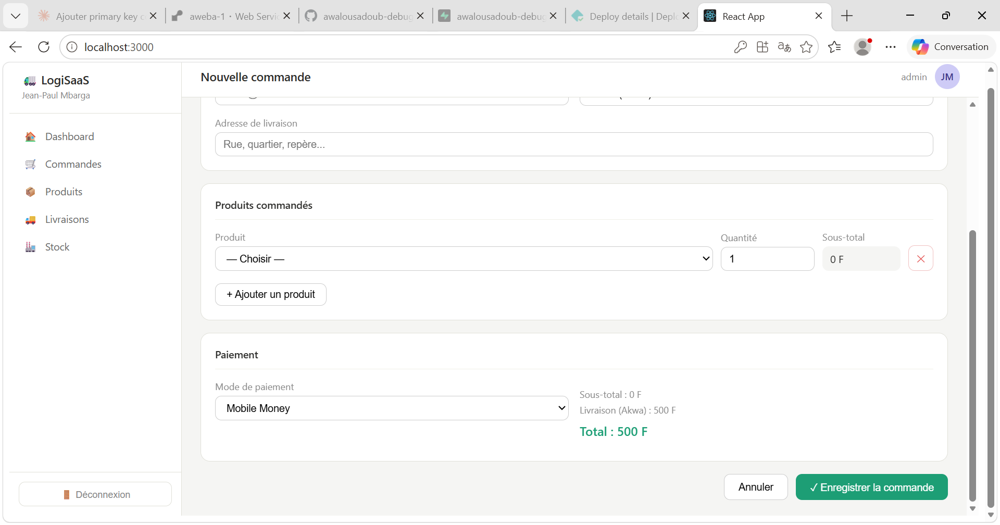 Ajouter primary key
aweba-1 · Web Servi
awalousadoub-debug
awalousadoub-debug
Deploy details | Deplo
React App
localhost:3000
Conversation
LogiSaaS
Jean-Paul Mbarga
Nouvelle commande
admin
JM
Dashboard
Commandes
Produits
Livraisons
Stock
Déconnexion
Adresse de livraison
Rue, quartier, repère...
Produits commandés
Produit
Quantité
Sous-total
— Choisir —
1
0 F
+ Ajouter un produit
Paiement
Mode de paiement
Mobile Money
Sous-total : 0 F
Livraison (Akwa) : 500 F
Total : 500 F
Annuler
✓ Enregistrer la commande